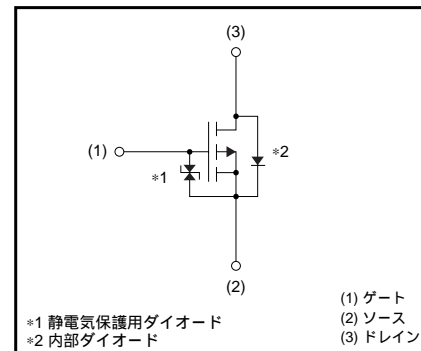 (3)
(1)
*1
*2
(2)
*1 静電気保護用ダイオード
*2 内部ダイオード
(1) ゲート
(2) ソース
(3) ドレイン